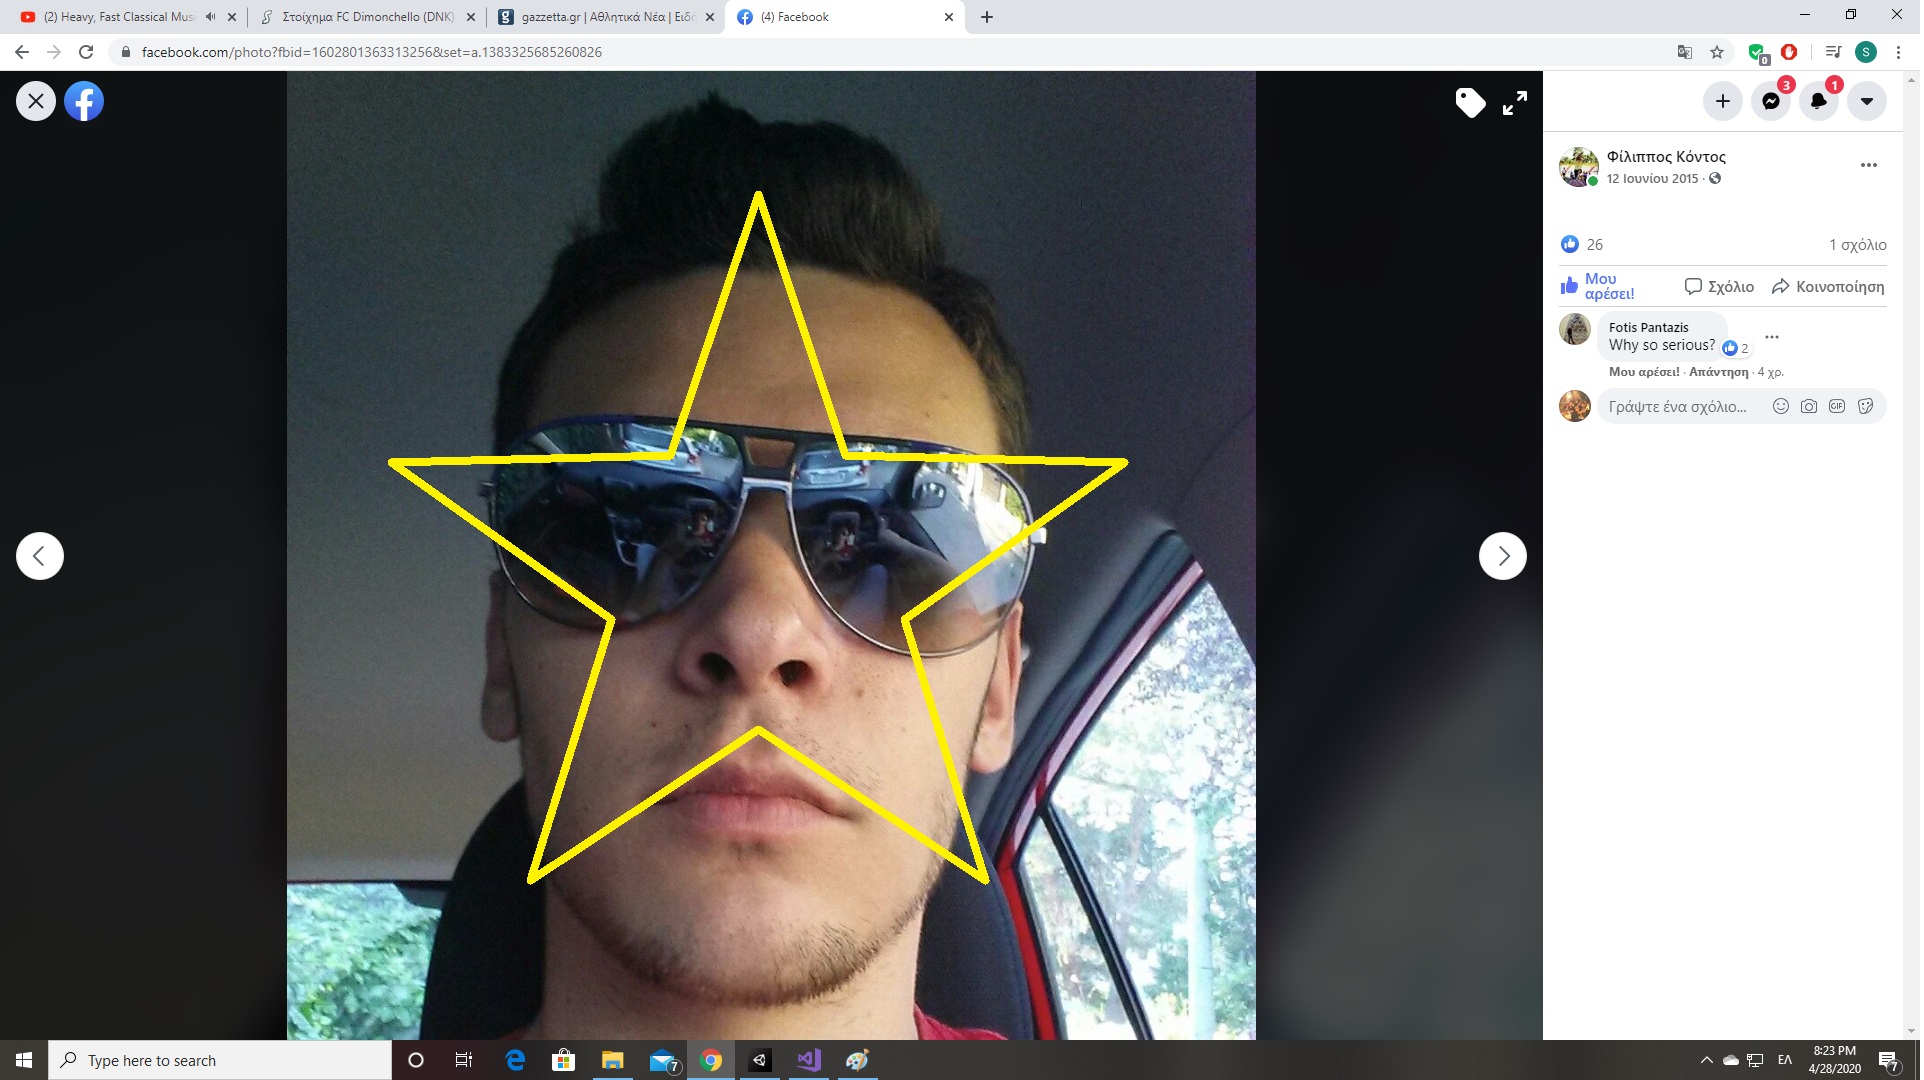 (2) Heavy, Fast Classical Mus
Στοίχημα FC Dimonchello (DNK)
gazzetta.gr | Αθλητικά Νέα | Ειδή
(4) Facebook
facebook.com/photo?fbid=1602801363313256&set=a.1383325685260826
0
S
3
1
Φίλιππος Κόντος
12 Ιουνίου 2015 ·
26
1 σχόλιο
Μου αρέσει!
Σχόλιο
Κοινοποίηση
Fotis Pantazis
Why so serious?
2
Μου αρέσει! · Απάντηση · 4 χρ.
Γράψτε ένα σχόλιο...
GIF
Type here to search
7
ΕΛ
8:23 PM
4/28/2020
7